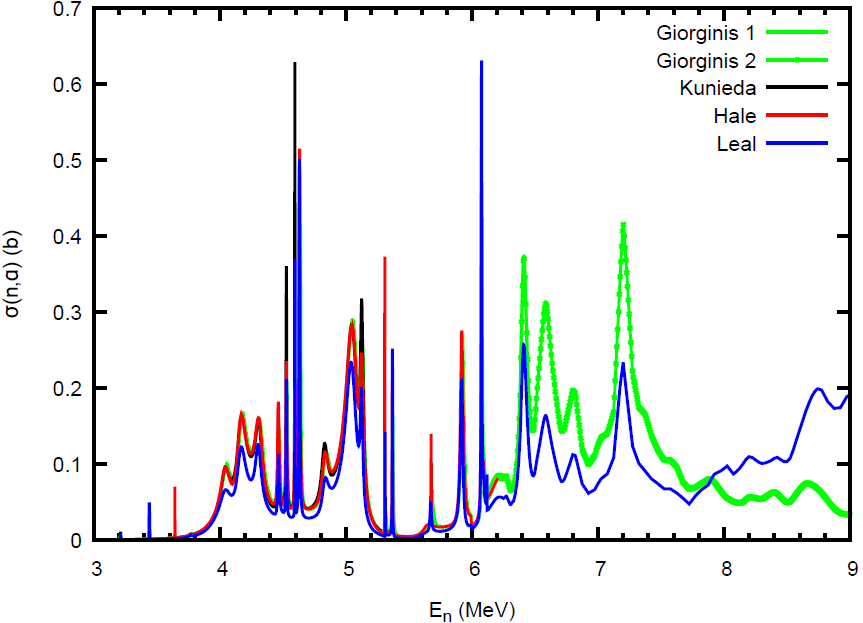 0.7
0.6
0.5
0.4
0.3
0.2
0.1
0
σ(n,α) (b)
Giorginis 1
Giorginis 2
Kunieda
Hale
Leal
3 4 5 6 7 8 9
En (MeV)